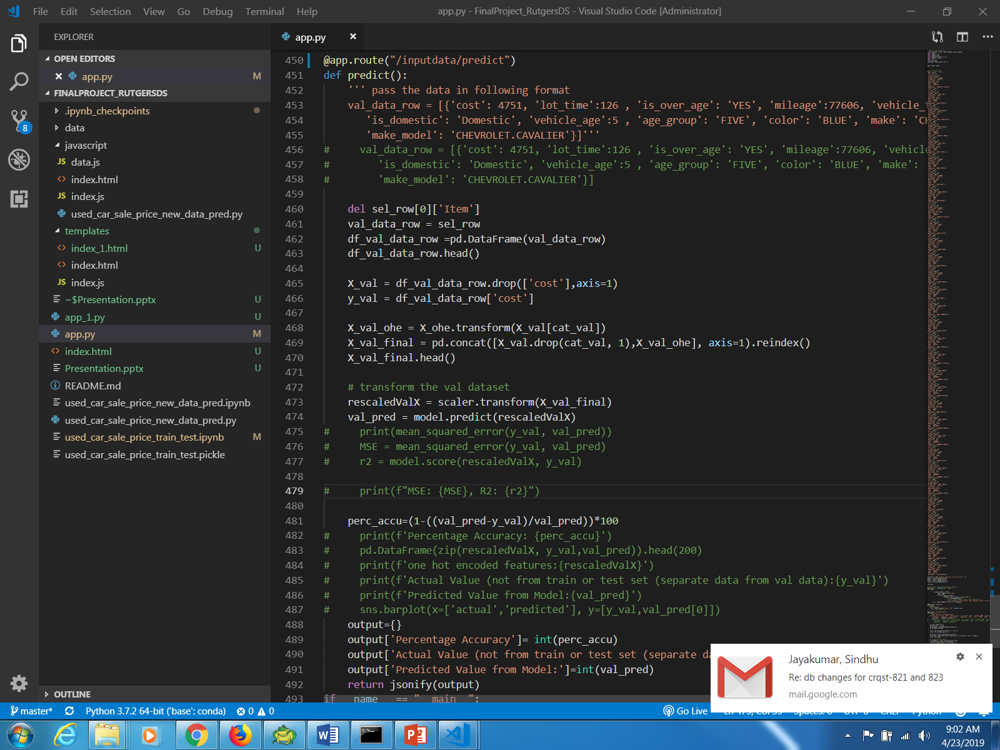 File Edit Selection View Go Debug Terminal Help
app.py - FinalProject_RutgersDS - Visual Studio Code [Administrator]
EXPLORER
OPEN EDITORS
app.py M
FINALPROJECT_RUTGERSDS
.ipynb_checkpoints
data
javascript
JS data.js
<> index.html
JS index.js
used_car_sale_price_new_data_pred.py
templates
<> index_1.html U
<> index.html
JS index.js
~$Presentation.pptx U
app_1.py U
app.py M
<> index.html U
Presentation.pptx U
README.md
used_car_sale_price_new_data_pred.ipynb
used_car_sale_price_new_data_pred.py
used_car_sale_price_train_test.ipynb M
used_car_sale_price_train_test.pickle
OUTLINE
8
app.py
450 @app.route("/inputdata/predict")
451 def predict():
452     ''' pass the data in following format
453     val_data_row = [{'cost': 4751, 'lot_time':126 , 'is_over_age': 'YES', 'mileage':77606, 'vehicle_
454        'is_domestic': 'Domestic', 'vehicle_age':5 , 'age_group': 'FIVE', 'color': 'BLUE', 'make': 'C
455        'make_model': 'CHEVROLET.CAVALIER'}]'''
456 #     val_data_row = [{'cost': 4751, 'lot_time':126 , 'is_over_age': 'YES', 'mileage':77606, 'vehicl
457 #        'is_domestic': 'Domestic', 'vehicle_age':5 , 'age_group': 'FIVE', 'color': 'BLUE', 'make':
458 #        'make_model': 'CHEVROLET.CAVALIER'}]
459
460     del sel_row[0]['Item']
461     val_data_row = sel_row
462     df_val_data_row =pd.DataFrame(val_data_row)
463     df_val_data_row.head()
464
465     X_val = df_val_data_row.drop(['cost'],axis=1)
466     y_val = df_val_data_row['cost']
467
468     X_val_ohe = X_ohe.transform(X_val[cat_val])
469     X_val_final = pd.concat([X_val.drop(cat_val, 1),X_val_ohe], axis=1).reindex()
470     X_val_final.head()
471
472     # transform the val dataset
473     rescaledValX = scaler.transform(X_val_final)
474     val_pred = model.predict(rescaledValX)
475 #     print(mean_squared_error(y_val, val_pred))
476 #     MSE = mean_squared_error(y_val, val_pred)
477 #     r2 = model.score(rescaledValX, y_val)
478
479 #     print(f"MSE: {MSE}, R2: {r2}")
480
481     perc_accu=(1-((val_pred-y_val)/val_pred))*100
482 #     print(f'Percentage Accuracy: {perc_accu}')
483 #     pd.DataFrame(zip(rescaledValX, y_val,val_pred)).head(200)
484 #     print(f'one hot encoded features:{rescaledValX}')
485 #     print(f'Actual Value (not from train or test set (separate data from val data):{y_val}')
486 #     print(f'Predicted Value from Model:{val_pred}')
487 #     sns.barplot(x=['actual','predicted'], y=[y_val,val_pred[0]])
488     output={}
489     output['Percentage Accuracy']= int(perc_accu)
490     output['Actual Value (not from train or test set (separate d
491     output['Predicted Value from Model:']=int(val_pred)
492     return jsonify(output)
493 if __name__ == "__main__":
Jayakumar, Sindhu
Re: db changes for crqst-821 and 823
mail.google.com
master* Python 3.7.2 64-bit ('base': conda) 0 0 Go Live
9:02 AM
4/23/2019